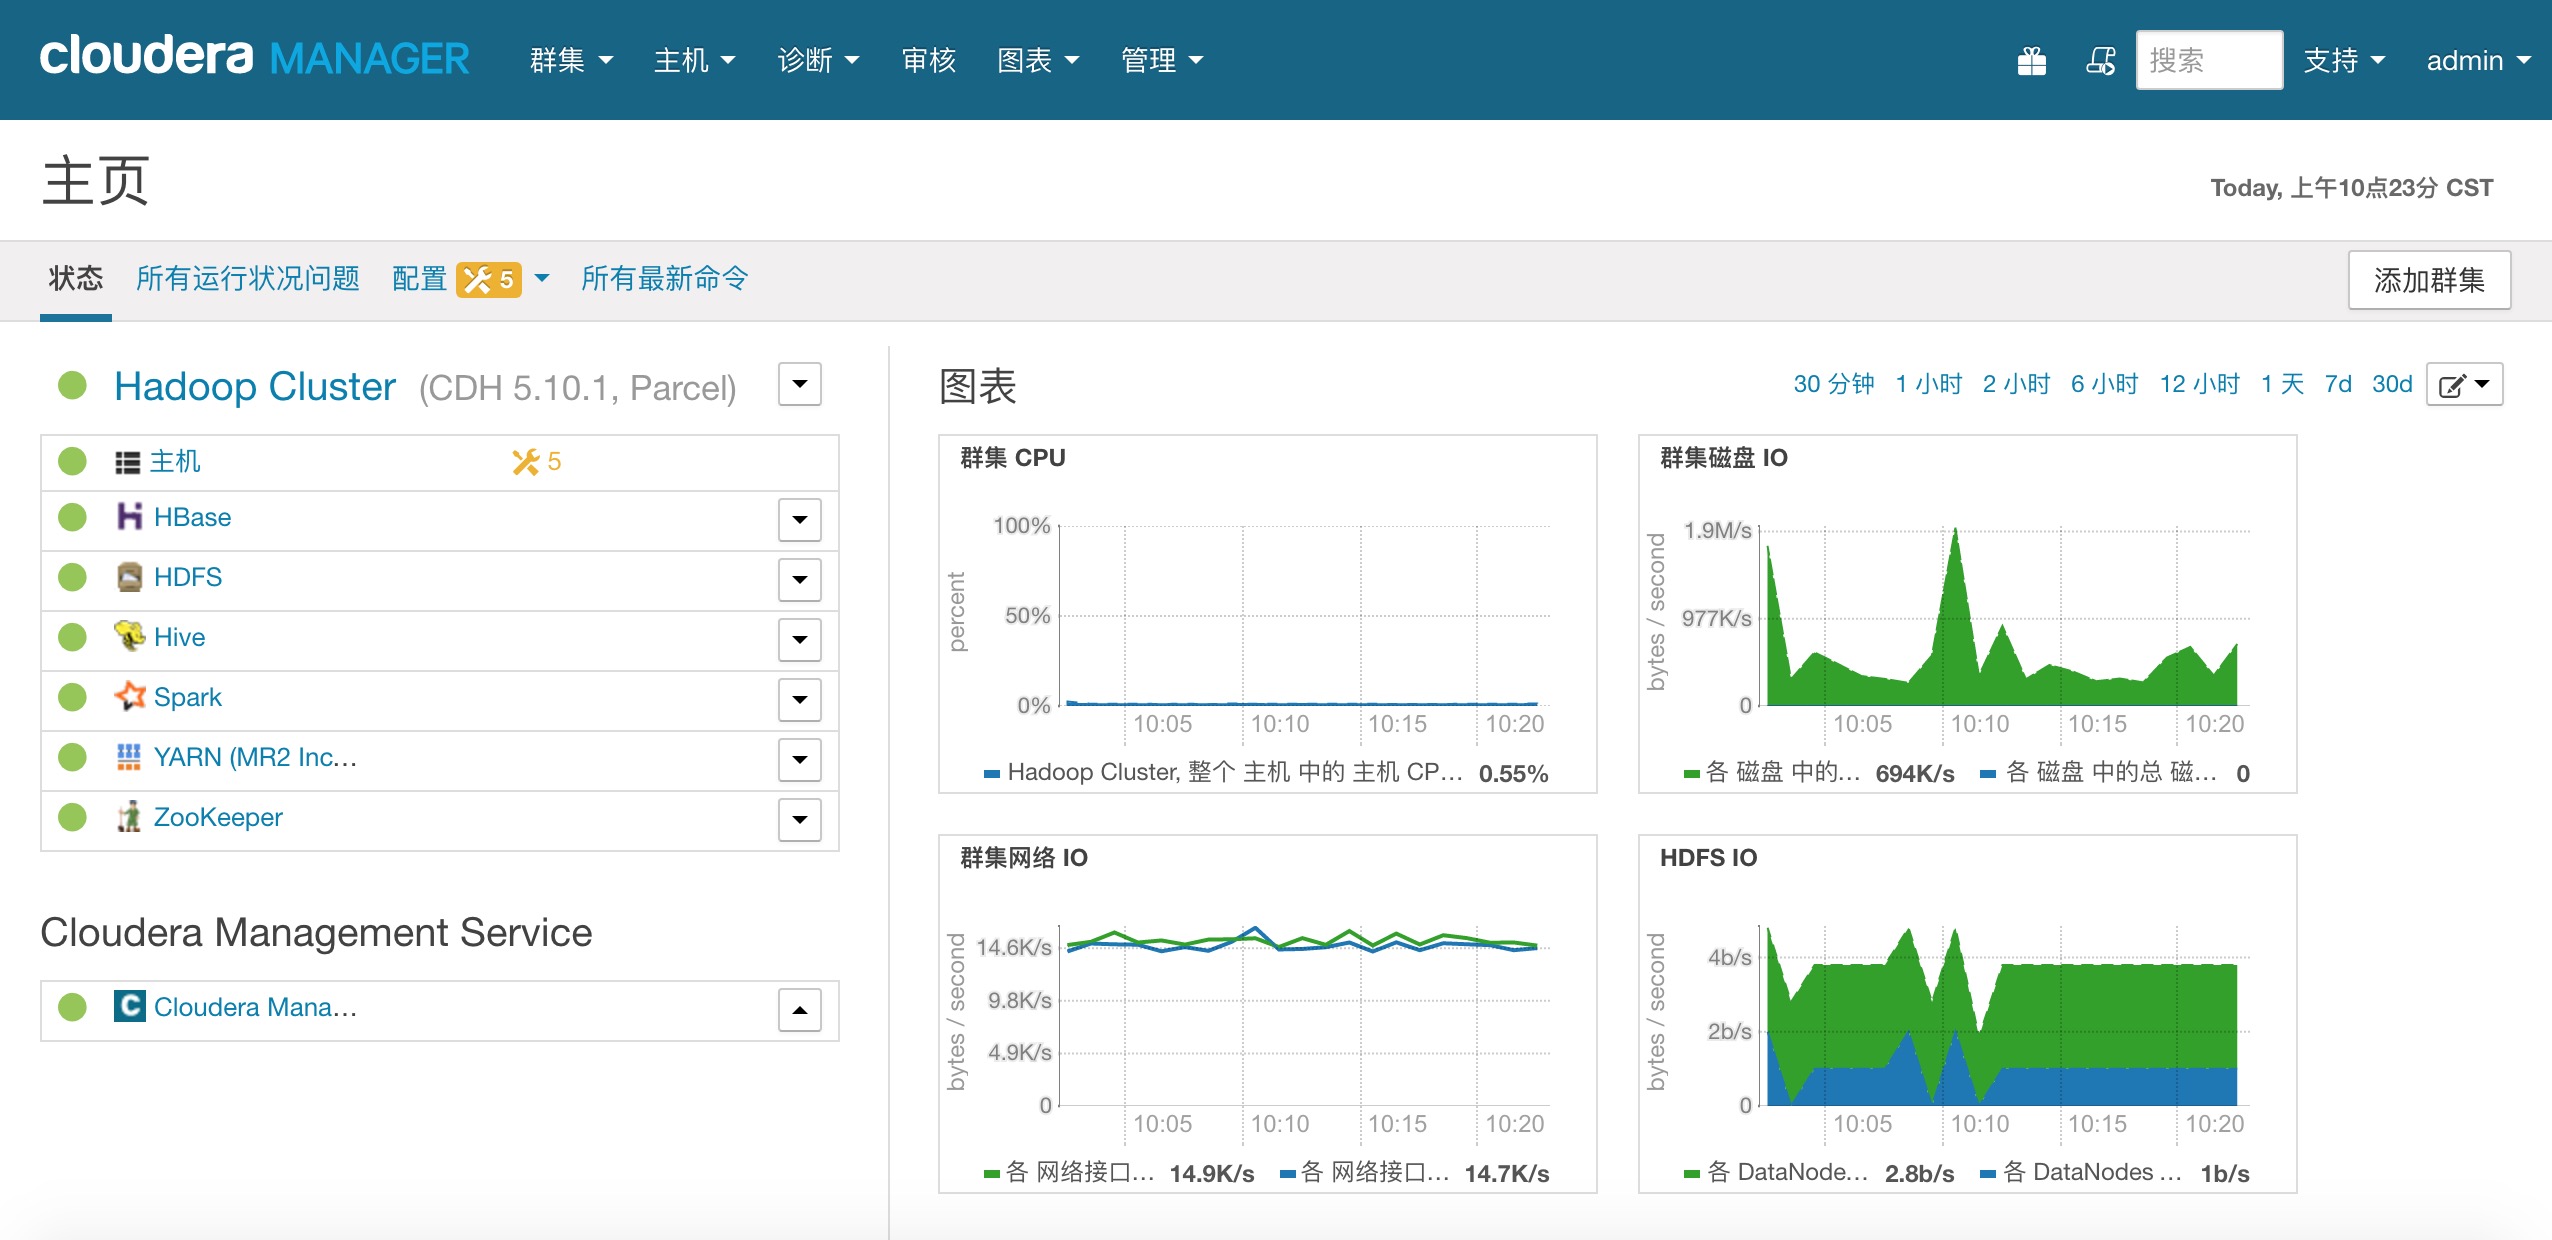 cloudera MANAGER 群集 主机 诊断 审核 图表 管理 搜索 支持 admin
主页
Today, 上午10点23分 CST
状态 所有运行状况问题 配置 5 所有最新命令 添加群集
Hadoop Cluster (CDH 5.10.1, Parcel)
主机 5
HBase
HDFS
Hive
Spark
YARN (MR2 Inc...
ZooKeeper
Cloudera Management Service
C Cloudera Mana...
图表 30 分钟 1 小时 2 小时 6 小时 12 小时 1 天 7d 30d
群集 CPU
percent
100%
50%
0%
10:05 10:10 10:15 10:20
Hadoop Cluster, 整个 主机 中的 主机 CP... 0.55%
群集磁盘 IO
bytes / second
1.9M/s
977K/s
0
10:05 10:10 10:15 10:20
各 磁盘 中的... 694K/s 各 磁盘 中的总 磁... 0
群集网络 IO
bytes / second
14.6K/s
9.8K/s
4.9K/s
0
10:05 10:10 10:15 10:20
各 网络接口... 14.9K/s 各 网络接口... 14.7K/s
HDFS IO
bytes / second
4b/s
2b/s
0
10:05 10:10 10:15 10:20
各 DataNode... 2.8b/s 各 DataNodes ... 1b/s